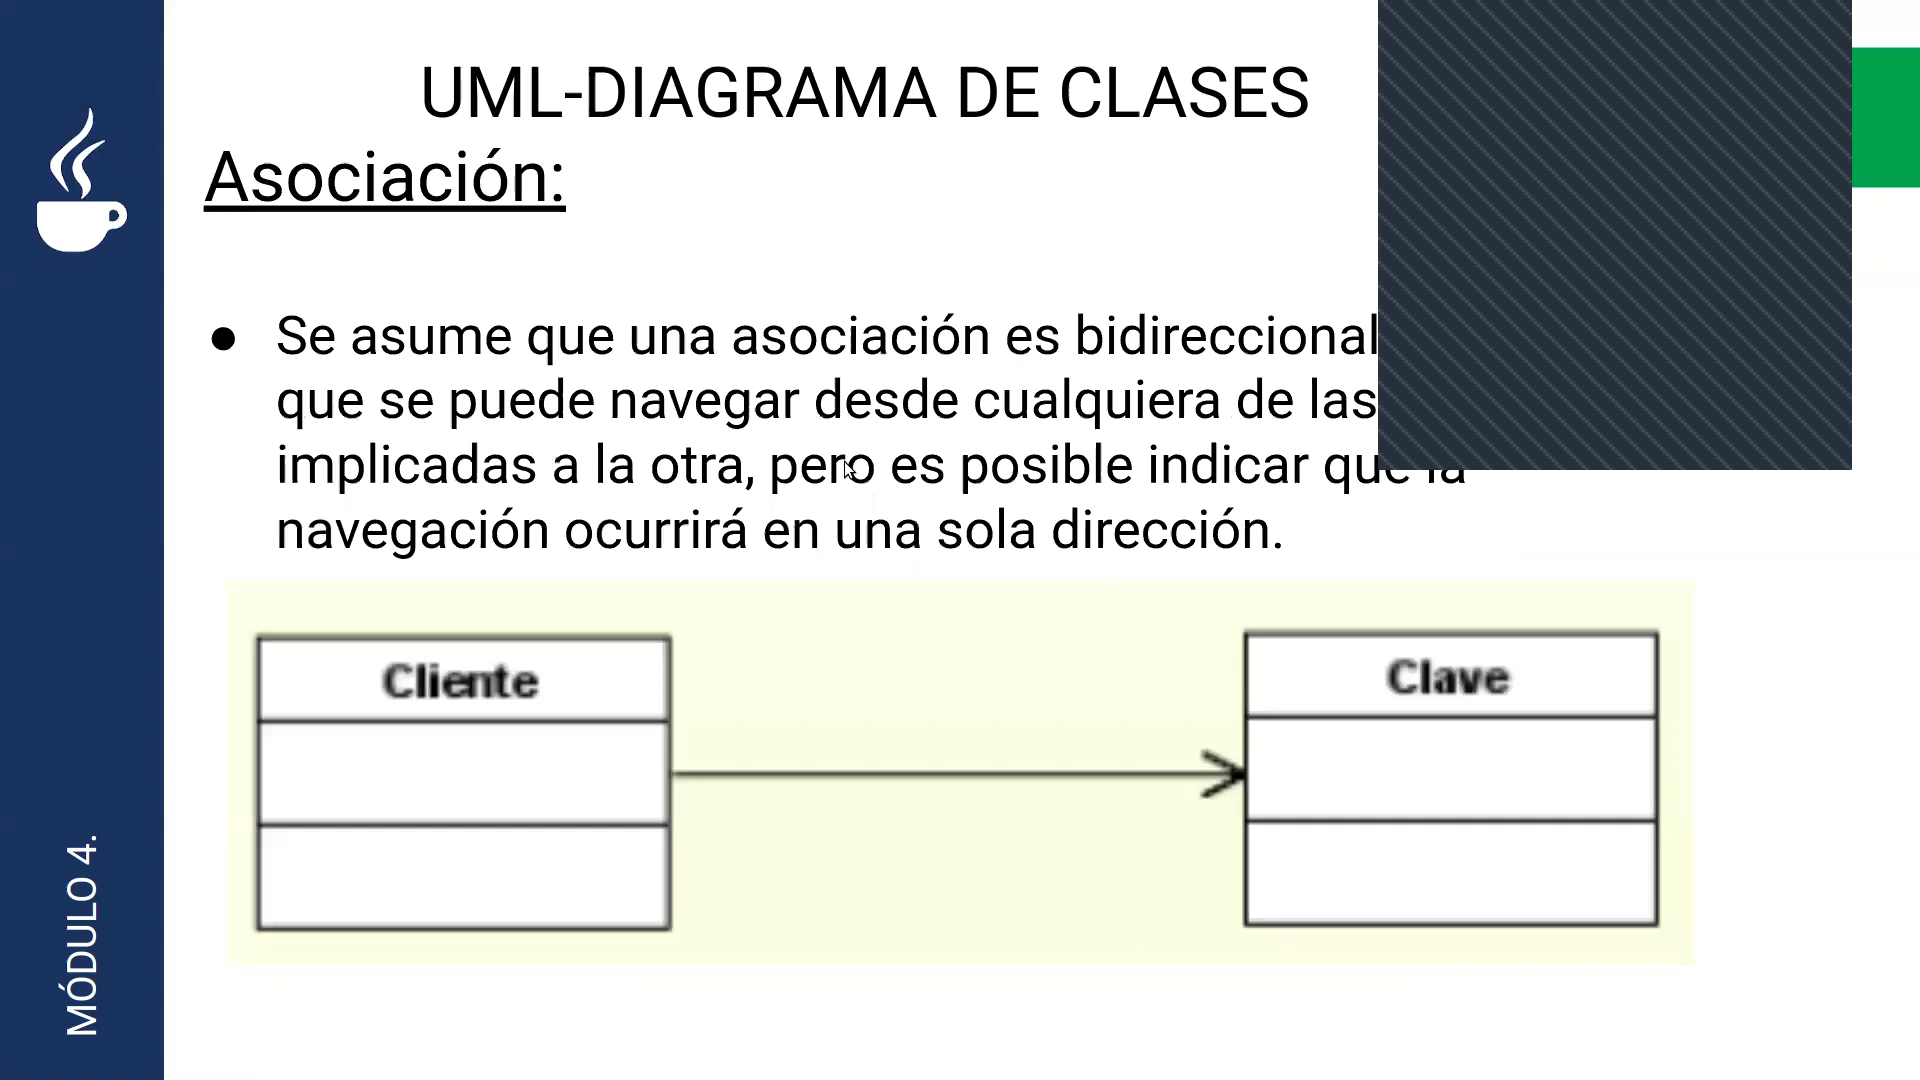 UML-DIAGRAMA DE CLASES
Asociación:
● Se asume que una asociación es bidireccional
que se puede navegar desde cualquiera de las
implicadas a la otra, pero es posible indicar que la
navegación ocurrirá en una sola dirección.
Cliente
Clave
MÓDULO 4.